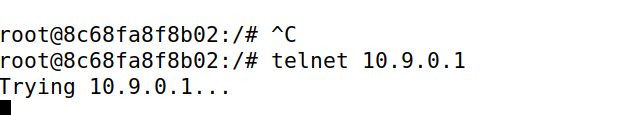 root@8c68fa8f8b02:/# ^C
root@8c68fa8f8b02:/# telnet 10.9.0.1
Trying 10.9.0.1...